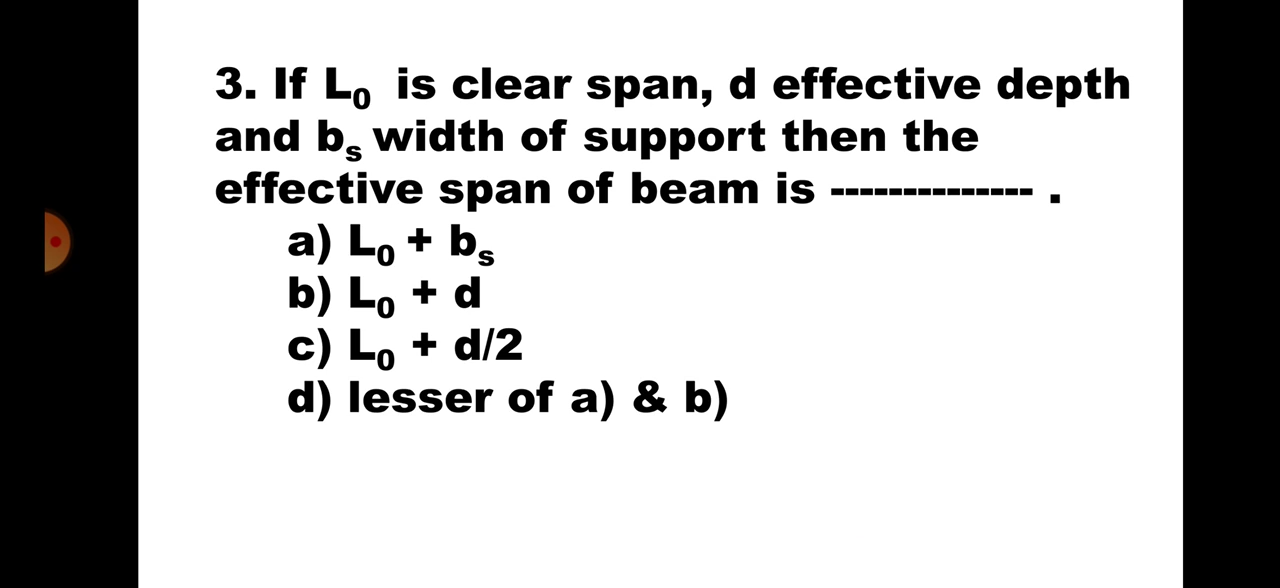 3. If L₀ is clear span, d effective depth
and bₛ width of support then the
effective span of beam is -------------- .
a) L₀ + bₛ
b) L₀ + d
c) L₀ + d/2
d) lesser of a) & b)